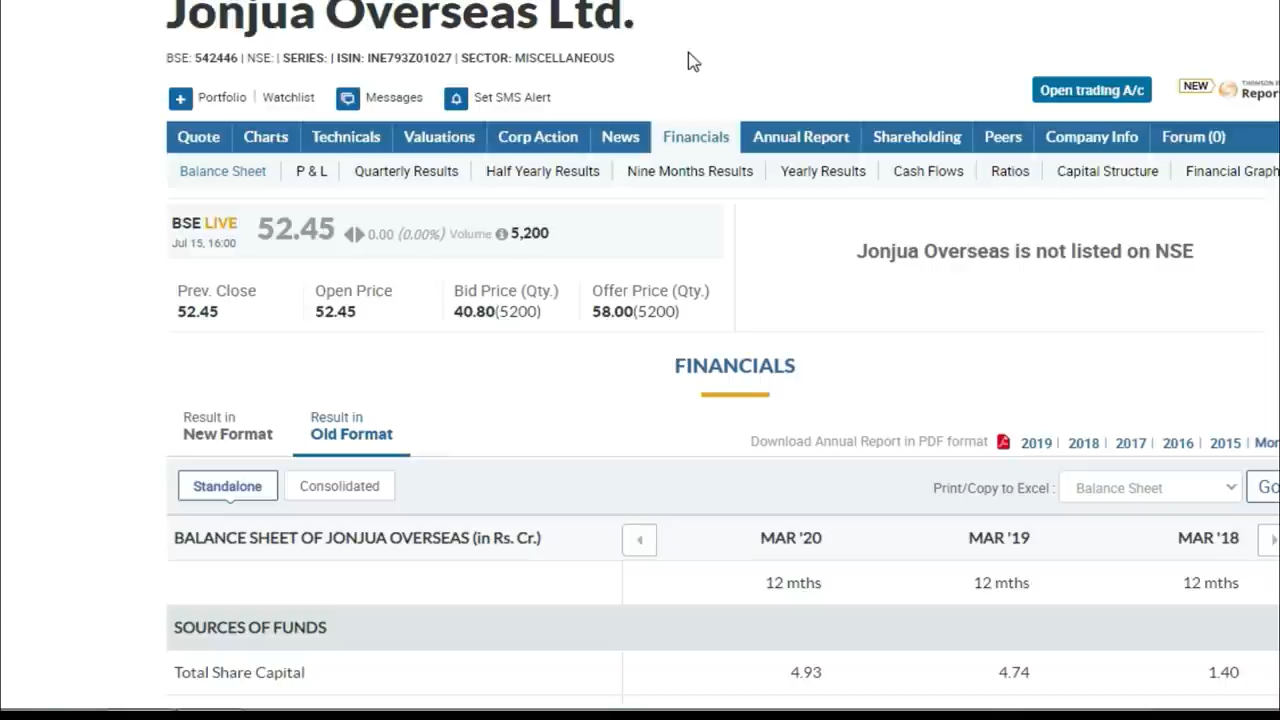 Jonjua Overseas Ltd.
BSE: 542446 | NSE: | SERIES: | ISIN: INE793Z01027 | SECTOR: MISCELLANEOUS
Portfolio | Watchlist Messages Set SMS Alert Open trading A/c NEW
Repor
Quote Charts Technicals Valuations Corp Action News Financials Annual Report Shareholding Peers Company Info Forum (0)
Balance Sheet P & L Quarterly Results Half Yearly Results Nine Months Results Yearly Results Cash Flows Ratios Capital Structure Financial Graph
BSE LIVE 52.45 0.00 (0.00%) Volume 5,200
Jul 15, 16:00
Jonjua Overseas is not listed on NSE
Prev. Close Open Price Bid Price (Qty.) Offer Price (Qty.)
52.45 52.45 40.80(5200) 58.00(5200)
FINANCIALS
Result in Result in
New Format Old Format
Download Annual Report in PDF format 2019 | 2018 | 2017 | 2016 | 2015 | Mor
Standalone Consolidated Print/Copy to Excel : Balance Sheet Go
BALANCE SHEET OF JONJUA OVERSEAS (in Rs. Cr.) MAR '20 MAR '19 MAR '18
12 mths 12 mths 12 mths
SOURCES OF FUNDS
Total Share Capital 4.93 4.74 1.40